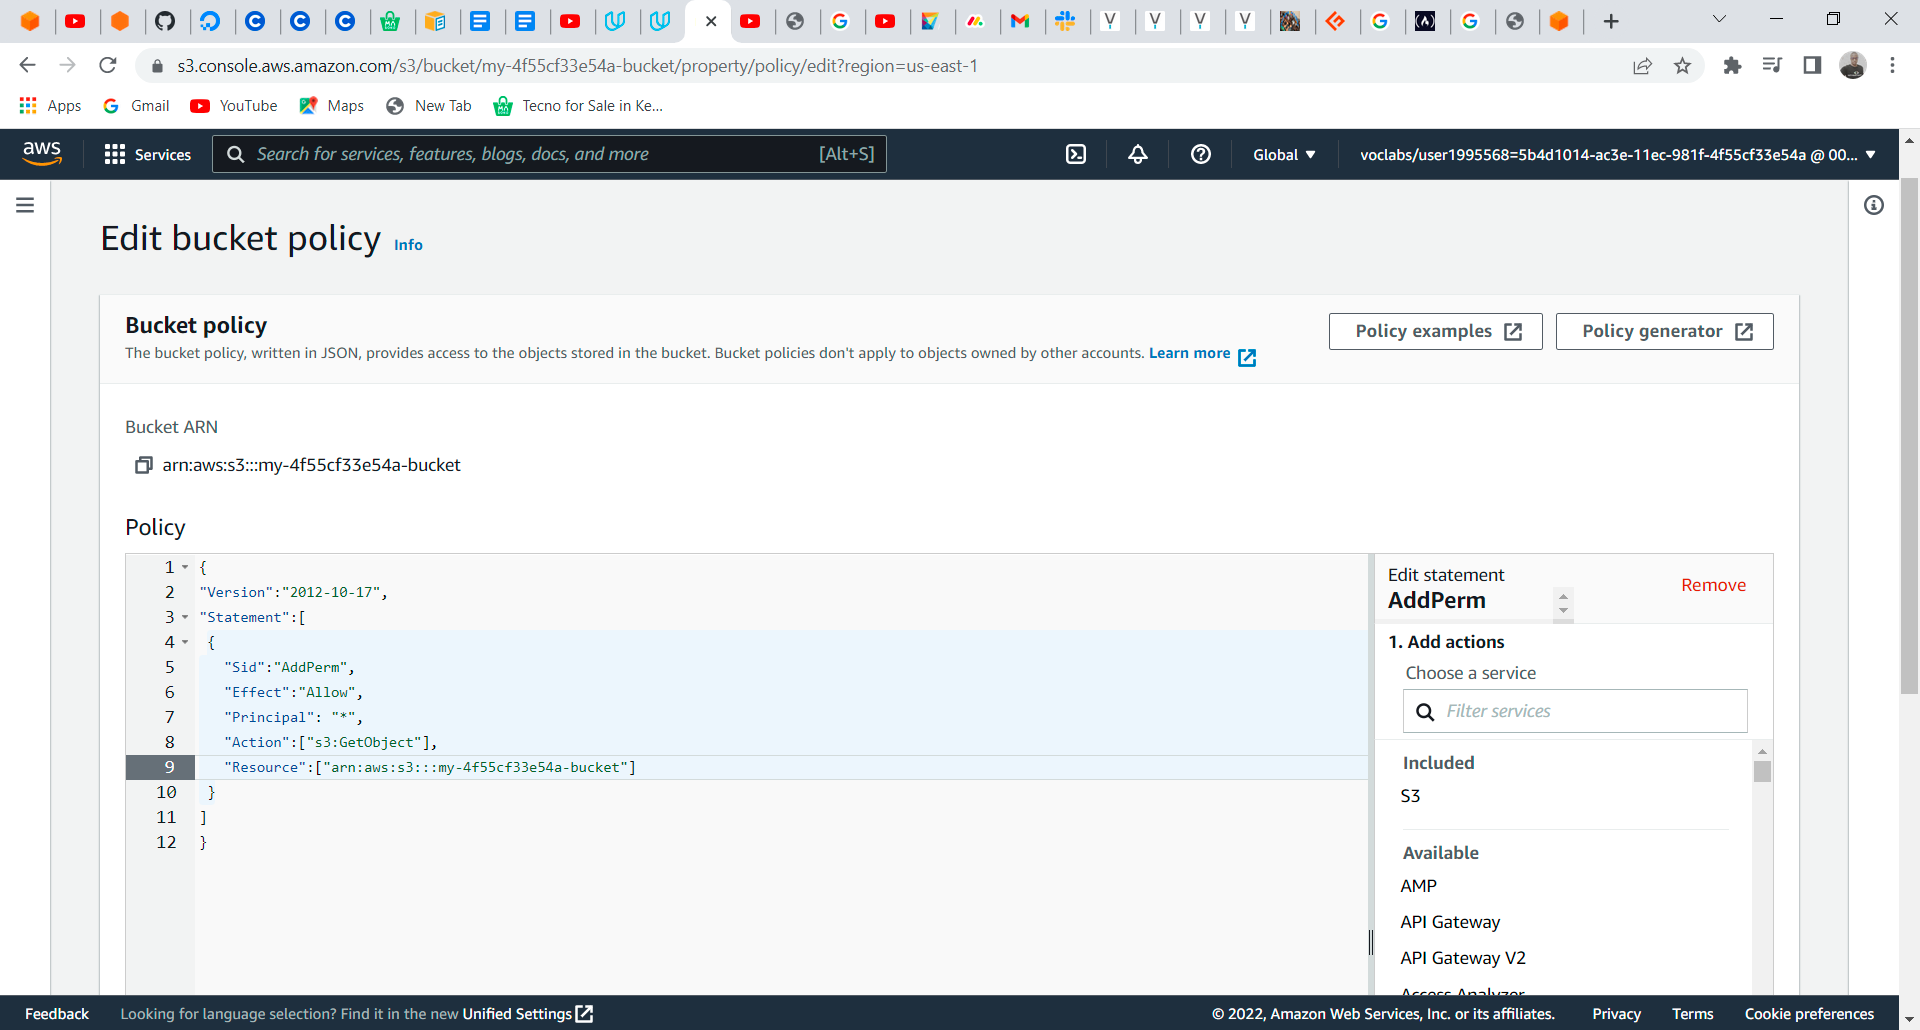 s3.console.aws.amazon.com/s3/bucket/my-4f55cf33e54a-bucket/property/policy/edit?region=us-east-1
Apps Gmail YouTube Maps New Tab Tecno for Sale in Ke...
aws Services Search for services, features, blogs, docs, and more [Alt+S] Global voclabs/user1995568=5b4d1014-ac3e-11ec-981f-4f55cf33e54a @ 00...
Edit bucket policy Info
Bucket policy
The bucket policy, written in JSON, provides access to the objects stored in the bucket. Bucket policies don't apply to objects owned by other accounts. Learn more
Policy examples Policy generator
Bucket ARN
arn:aws:s3:::my-4f55cf33e54a-bucket
Policy
1 {
2 "Version":"2012-10-17",
3 "Statement":[
4 {
5 "Sid":"AddPerm",
6 "Effect":"Allow",
7 "Principal": "*",
8 "Action":["s3:GetObject"],
9 "Resource":["arn:aws:s3:::my-4f55cf33e54a-bucket"]
10 }
11 ]
12 }
Edit statement
AddPerm
Remove
1. Add actions
Choose a service
Filter services
Included
S3
Available
AMP
API Gateway
API Gateway V2
Access Analyzer
Feedback Looking for language selection? Find it in the new Unified Settings © 2022, Amazon Web Services, Inc. or its affiliates. Privacy Terms Cookie preferences